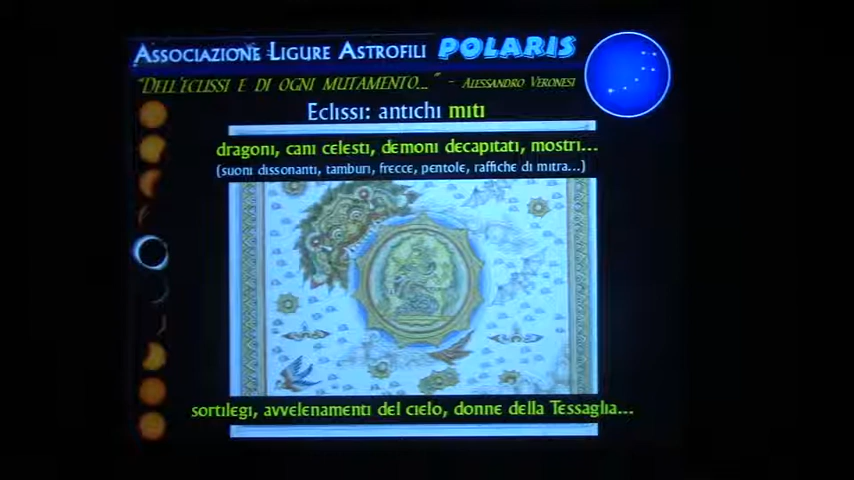 Associazione Ligure Astrofili POLARIS
"Dell'eclissi e di ogni mutamento..." - Alessandro Veronesi
Eclissi: antichi miti
dragoni, cani celesti, demoni decapitati, mostri...
(suoni dissonanti, tamburi, frecce, pentole, raffiche di mitra...)
sortilegi, avvelenamenti del cielo, donne della Tessaglia...